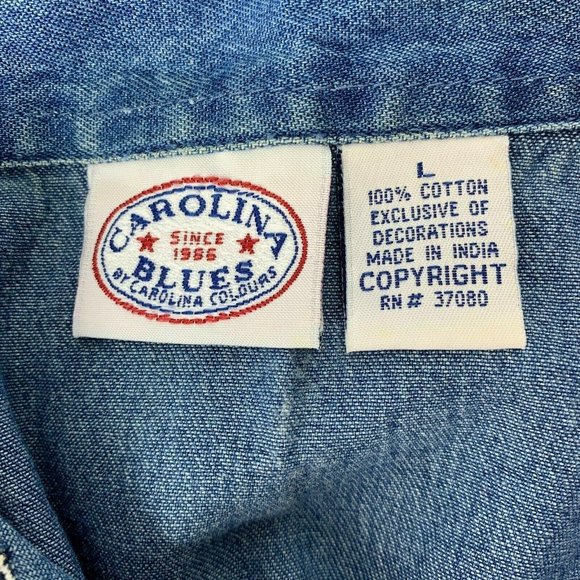 CAROLINA
SINCE
1986
BLUES
BY CAROLINA COLOURS
L
100% COTTON
EXCLUSIVE OF
DECORATIONS
MADE IN INDIA
COPYRIGHT
RN# 37080